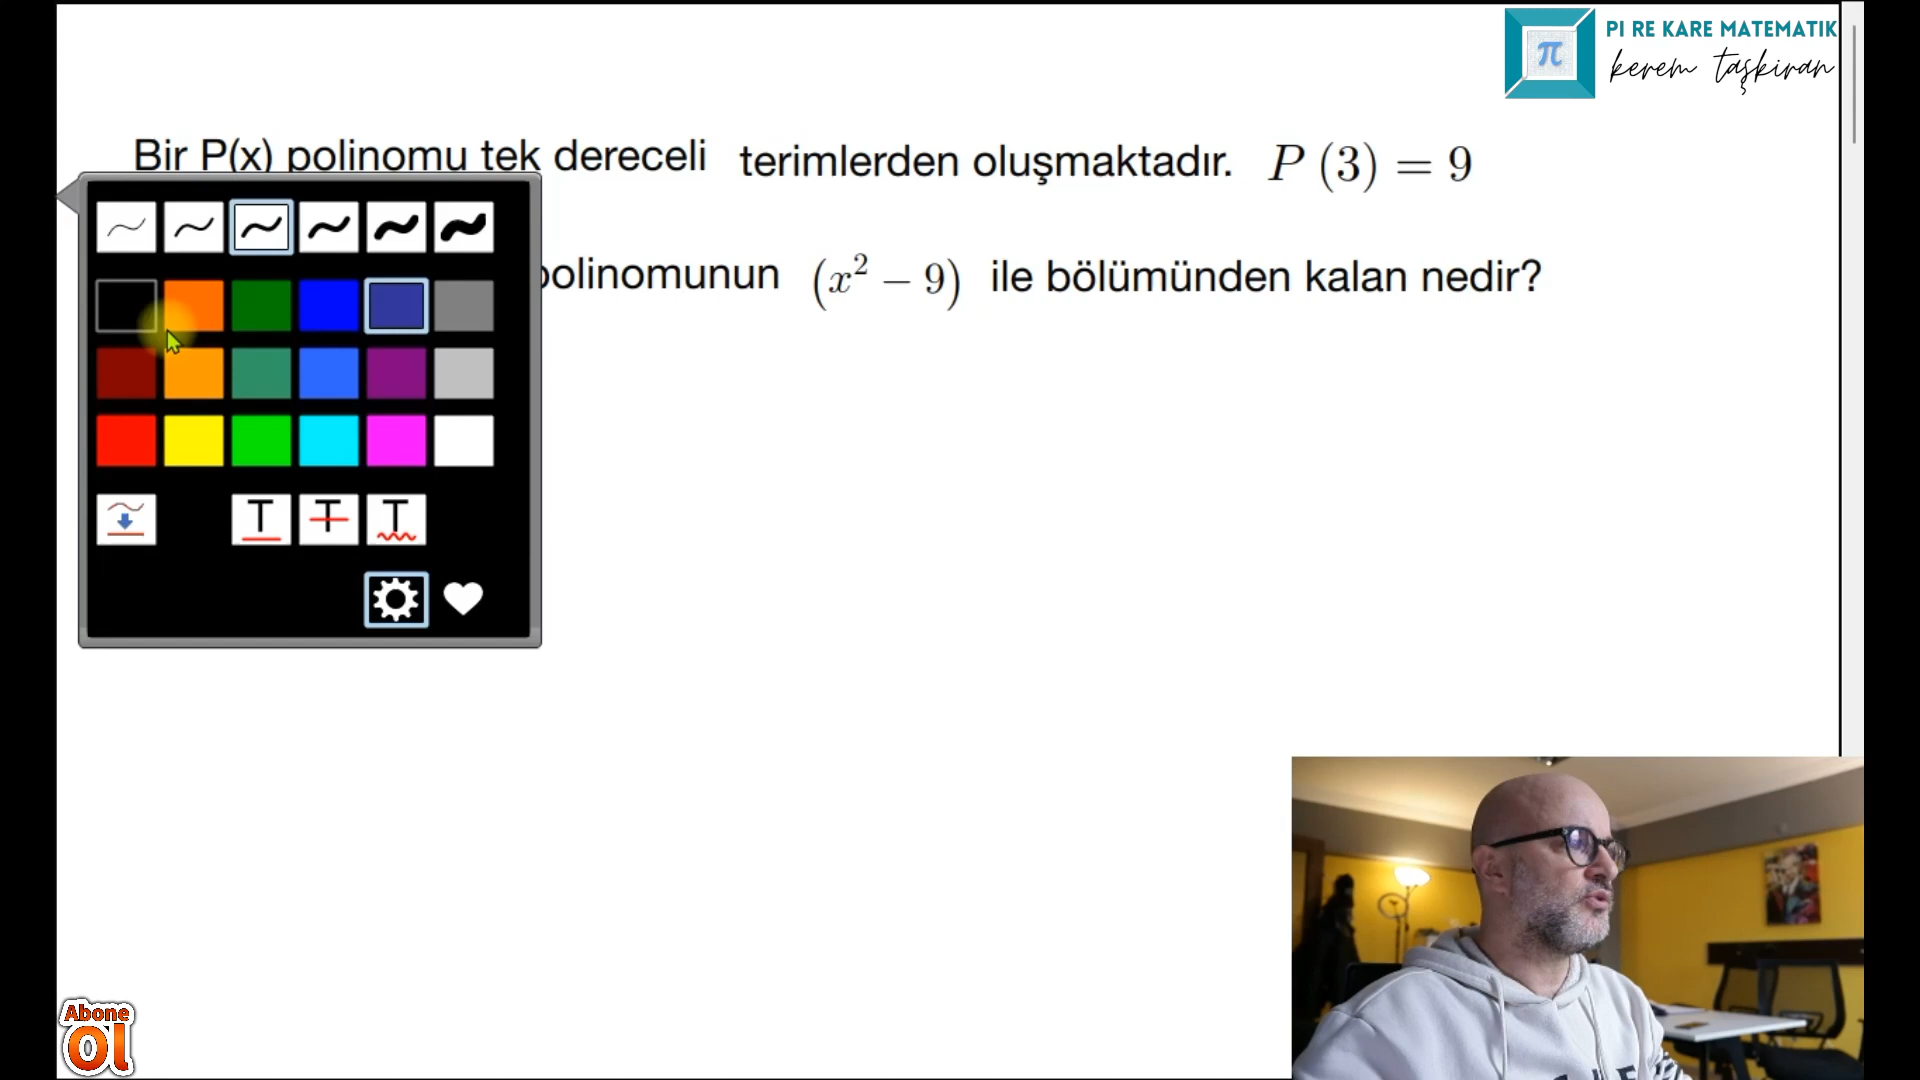 PI RE KARE MATEMATIK
kerem taşkıran
π
Bir P(x) polinomu tek dereceli terimlerden oluşmaktadır. P (3) = 9
polinomunun (x² − 9) ile bölümünden kalan nedir?
T T T
Abone
Ol